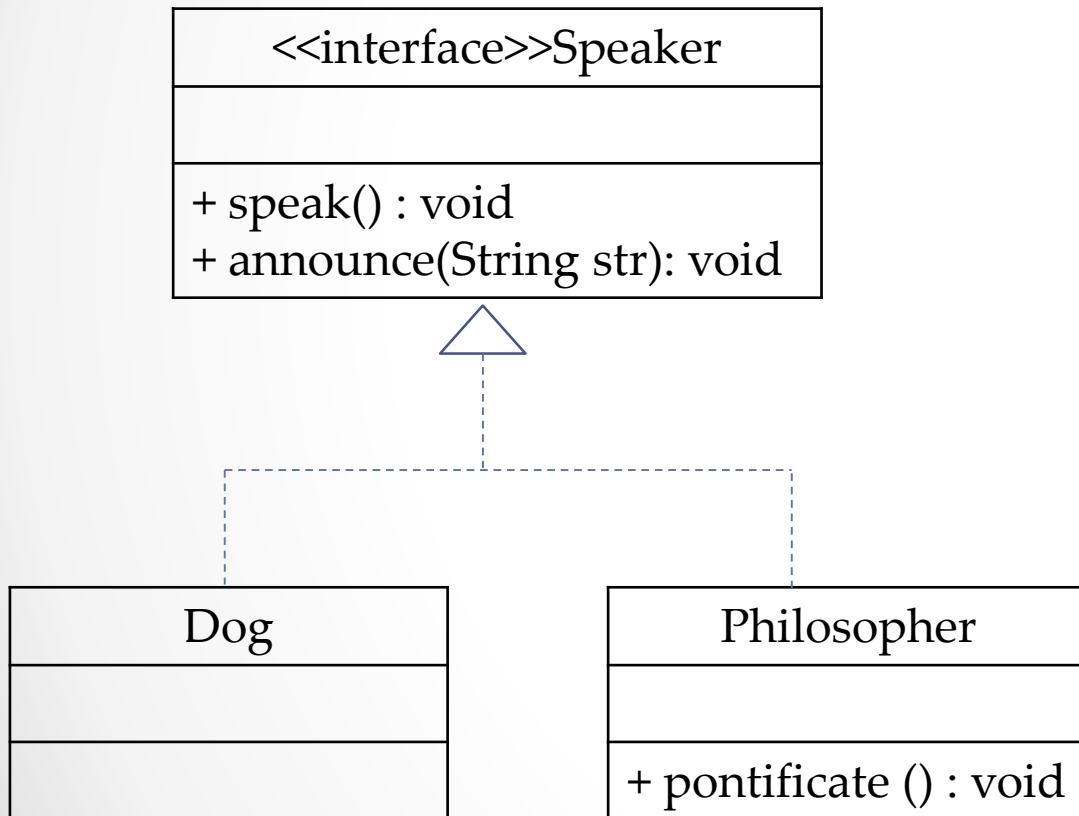 <<interface>>Speaker
+ speak() : void
+ announce(String str): void
Dog
Philosopher
+ pontificate () : void